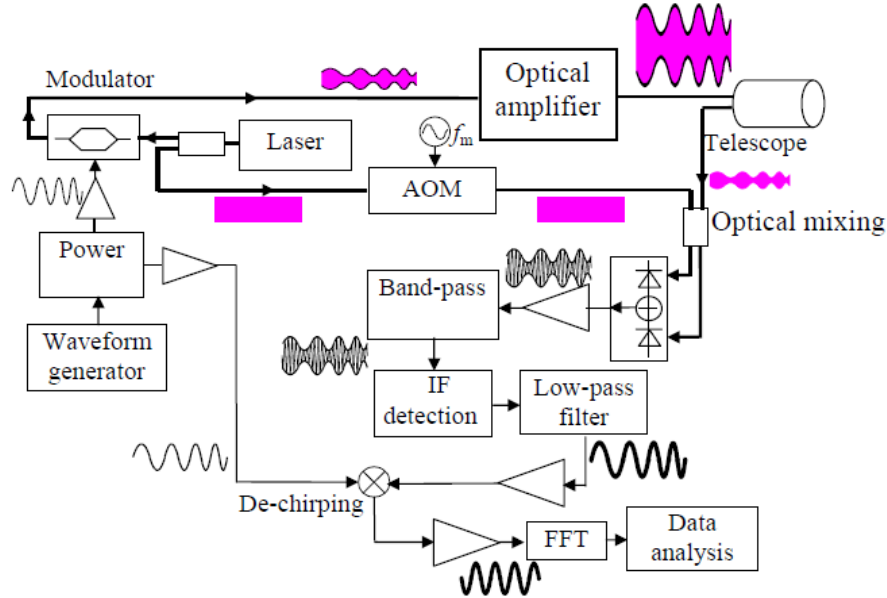 Modulator
Optical
amplifier
Telescope
Laser
fm
AOM
Optical mixing
Power
Band-pass
Waveform
generator
IF
detection
Low-pass
filter
De-chirping
FFT
Data
analysis